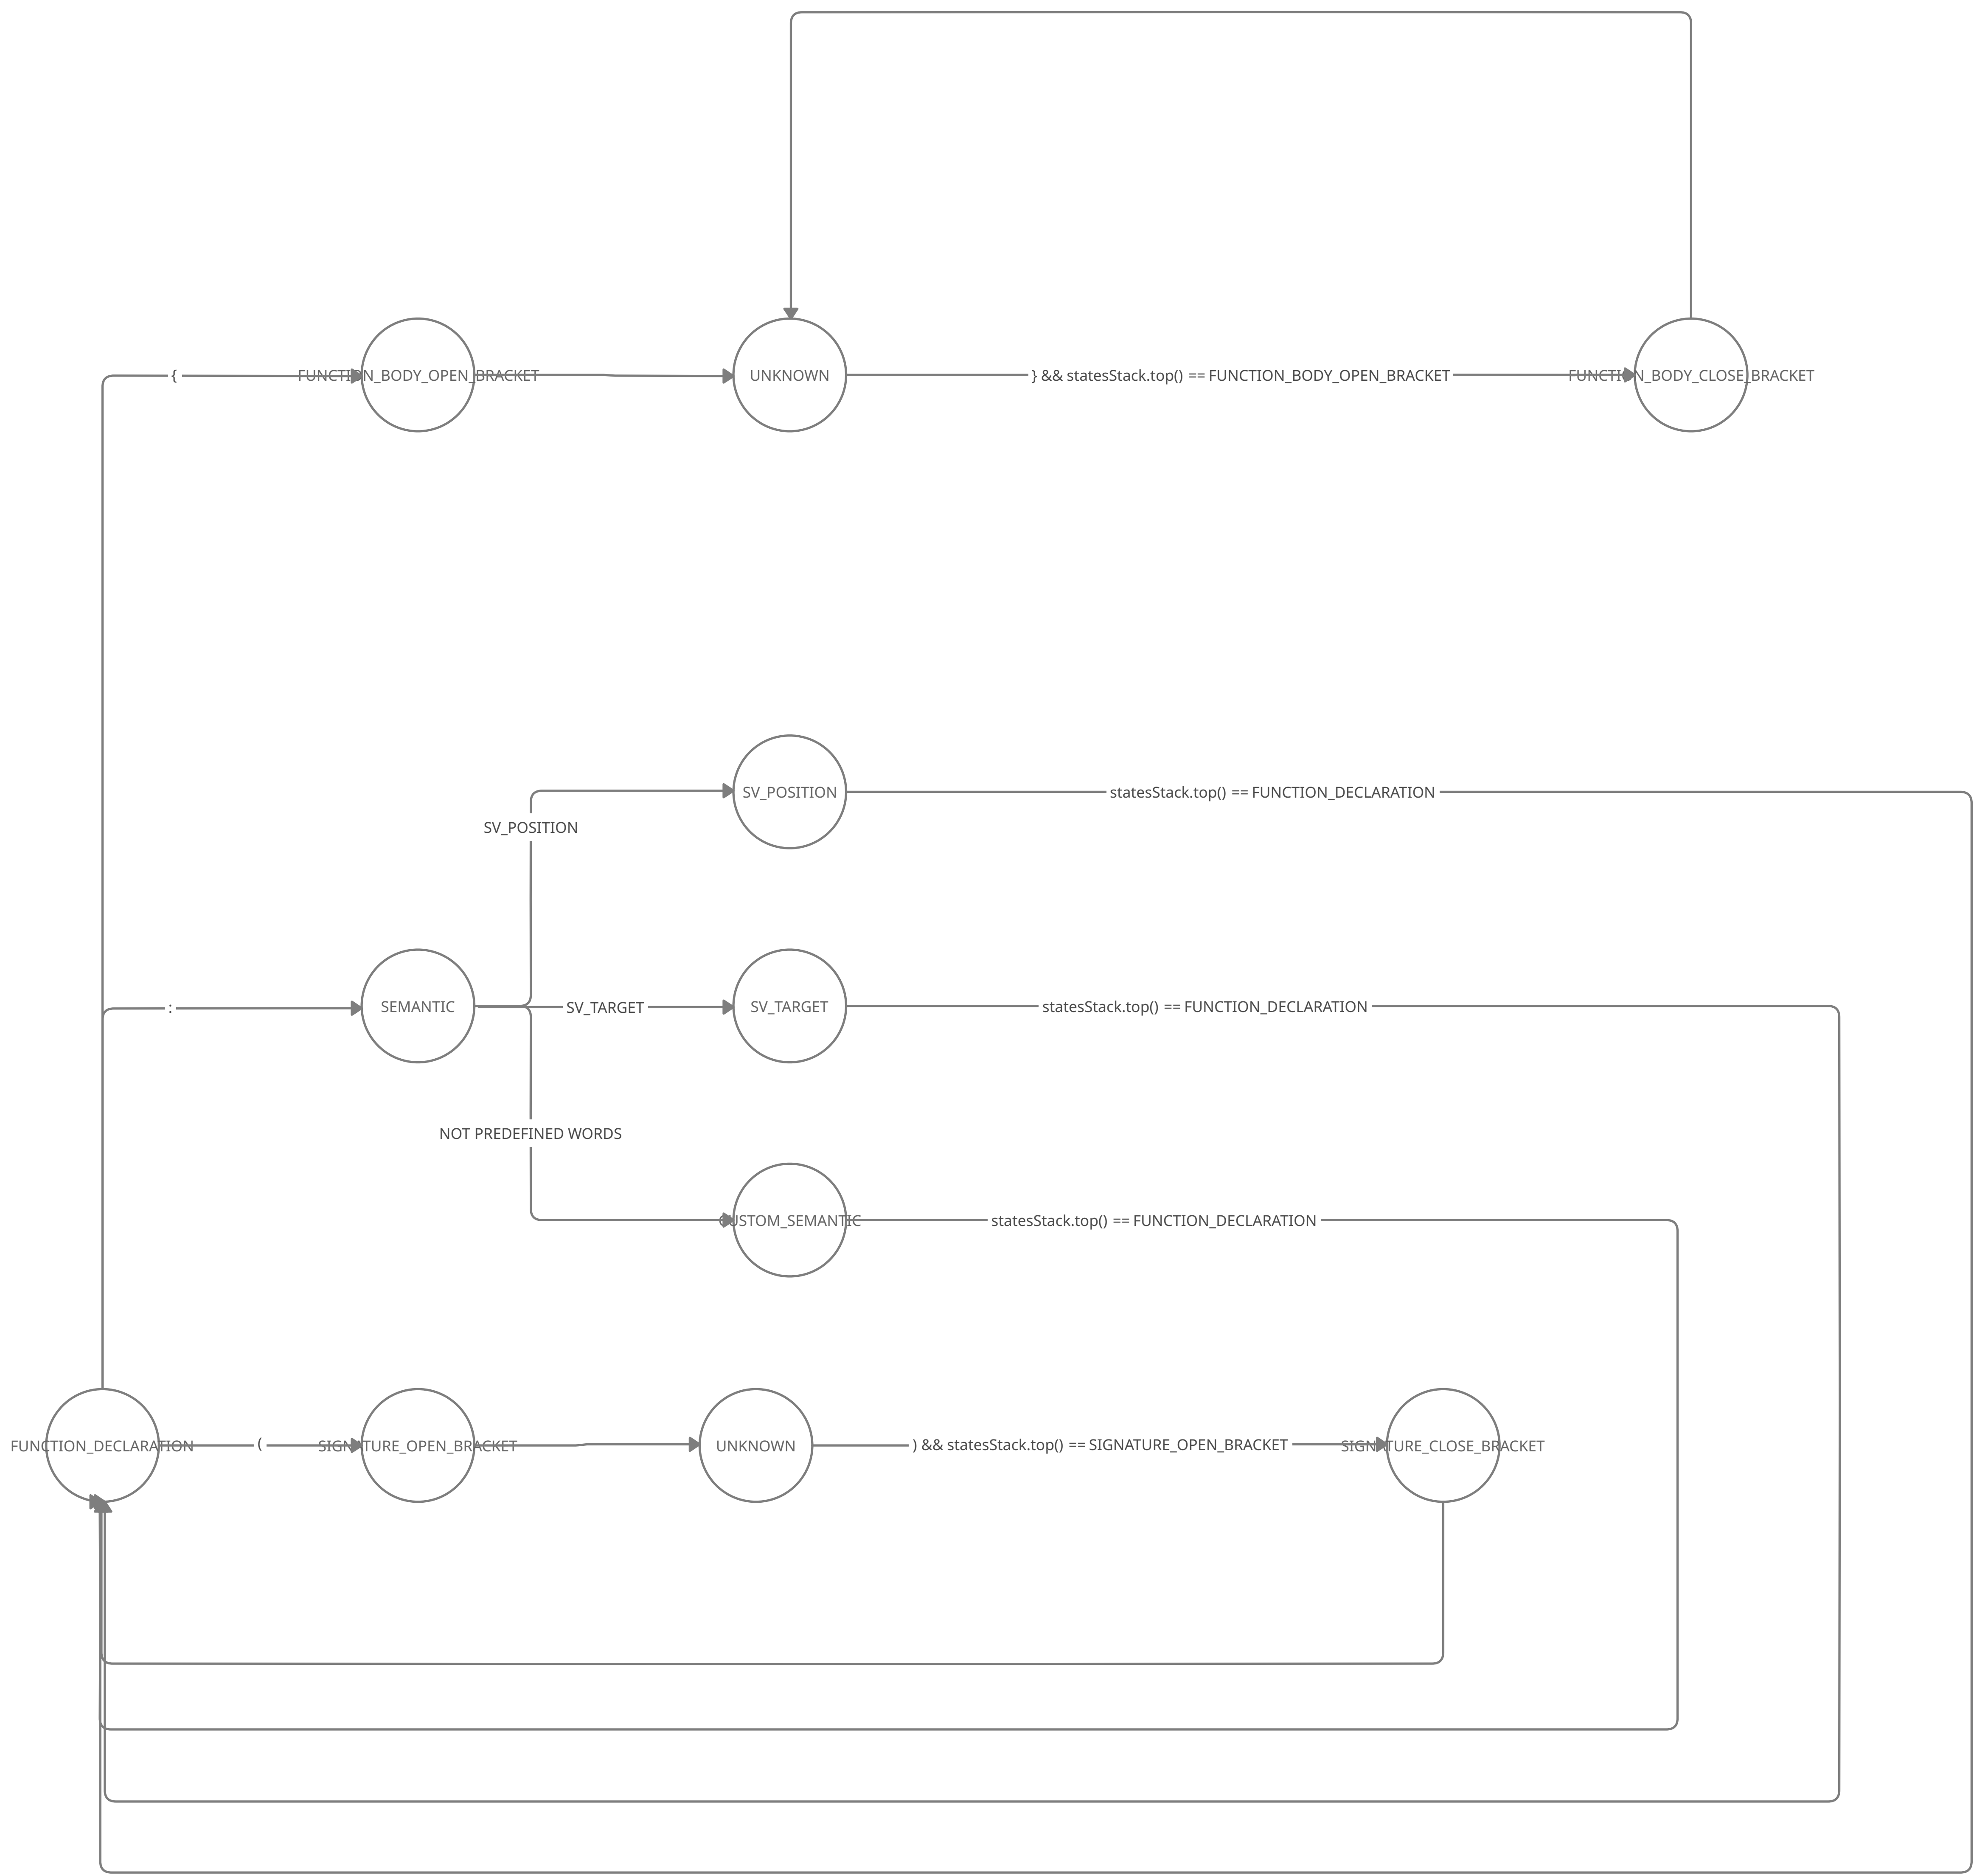 {
FUNCTION_BODY_OPEN_BRACKET
UNKNOWN
} && statesStack.top() == FUNCTION_BODY_OPEN_BRACKET
FUNCTION_BODY_CLOSE_BRACKET
SV_POSITION
statesStack.top() == FUNCTION_DECLARATION
SV_POSITION
:
SEMANTIC
SV_TARGET
SV_TARGET
statesStack.top() == FUNCTION_DECLARATION
NOT PREDEFINED WORDS
CUSTOM_SEMANTIC
statesStack.top() == FUNCTION_DECLARATION
FUNCTION_DECLARATION
(
SIGNATURE_OPEN_BRACKET
UNKNOWN
) && statesStack.top() == SIGNATURE_OPEN_BRACKET
SIGNATURE_CLOSE_BRACKET